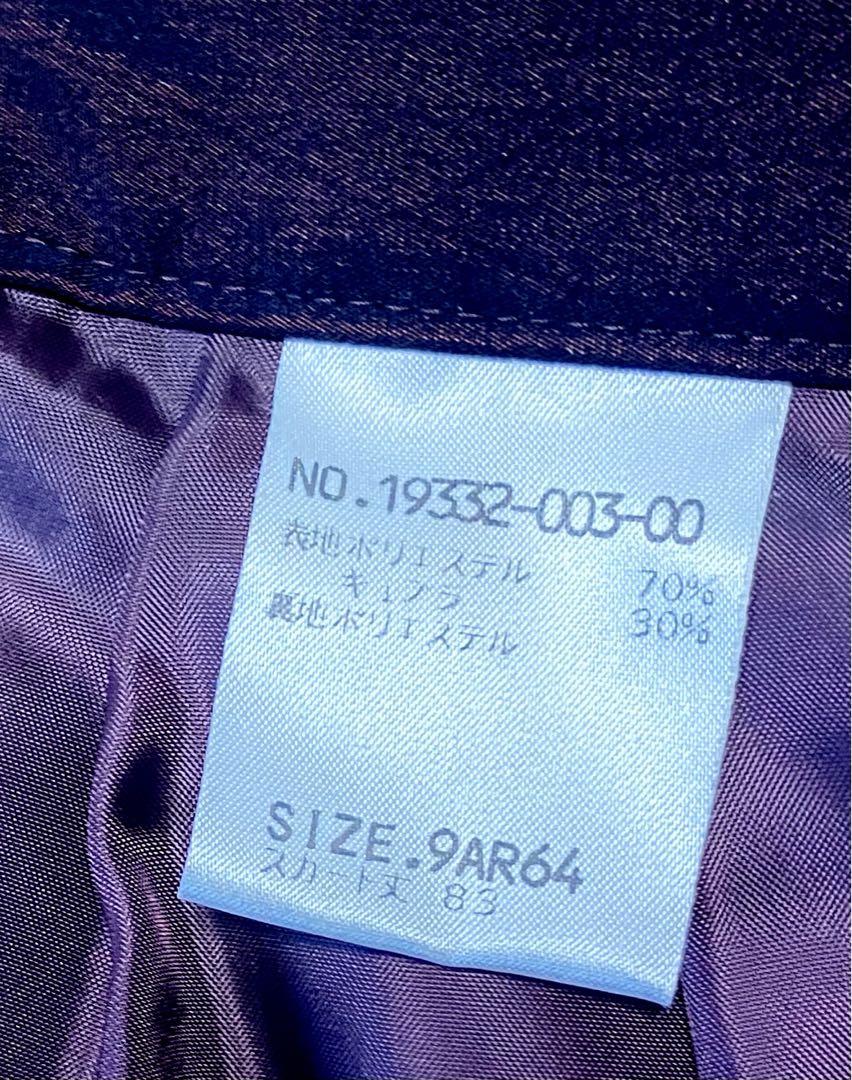 NO.19332-003-00
表地ポリエステル 70%
キュプラ 30%
裏地ポリエステル
SIZE.9AR64
スカート丈 83